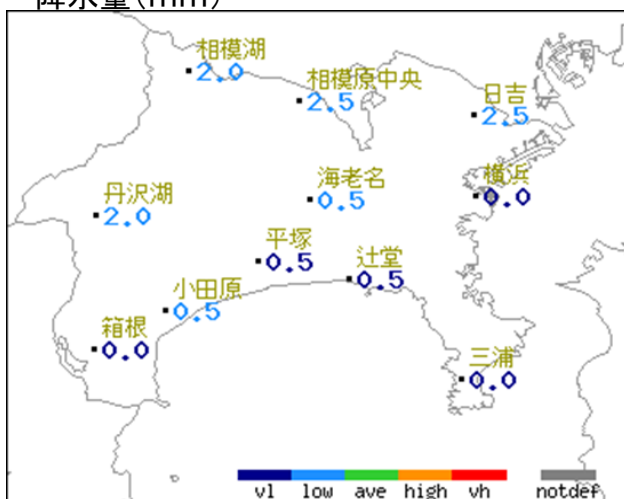 降水量(mm)
相模湖
2.0
相模原中央
2.5
日吉
2.5
丹沢湖
2.0
海老名
0.5
横浜
0.0
平塚
0.5
辻堂
0.5
小田原
0.5
箱根
0.0
三浦
0.0
vl low ave high vh notdef